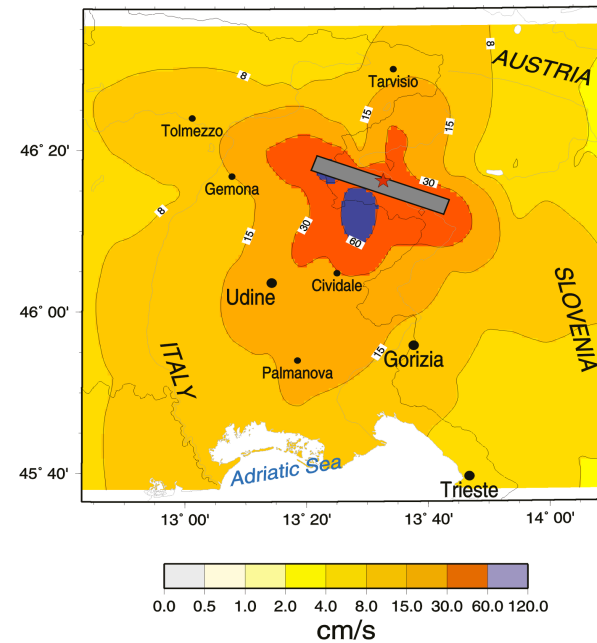 8
AUSTRIA
8
Tarvisio
15
15
Tolmezzo
46° 20'
30
Gemona
8
30
15
60
SLOVENIA
Cividale
Udine
46° 00'
ITALY
15
Gorizia
Palmanova
Adriatic Sea
45° 40'
Trieste
13° 00'
13° 20'
13° 40'
14° 00'
0.0 0.5 1.0 2.0 4.0 8.0 15.0 30.0 60.0 120.0
cm/s